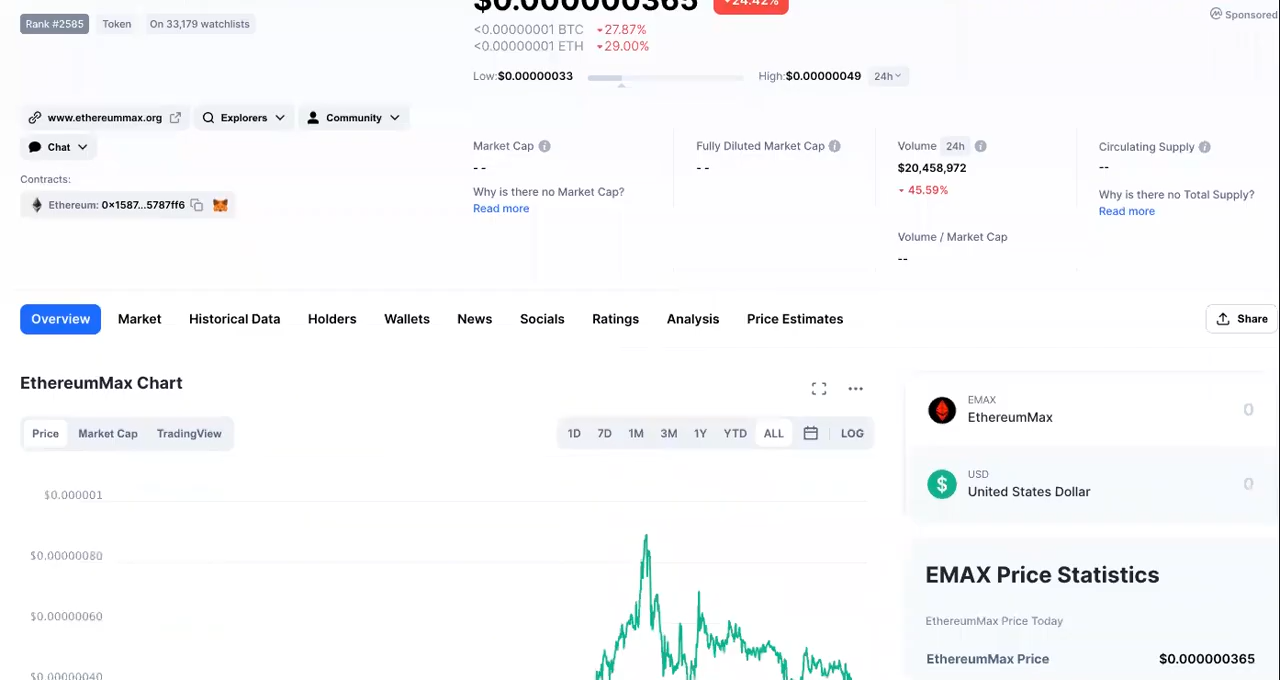 $0.000000365
24.42%
Rank #2585 Token On 33,179 watchlists
Sponsored
<0.00000001 BTC 27.87%
<0.00000001 ETH 29.00%
Low:$0.00000033 High:$0.00000049 24h
www.ethereummax.org Explorers Community
Chat
Contracts:
Ethereum: 0x1587...5787ff6
Market Cap
- -
Why is there no Market Cap?
Read more
Fully Diluted Market Cap
- -
Volume 24h
$20,458,972
45.59%
Volume / Market Cap
--
Circulating Supply
--
Why is there no Total Supply?
Read more
Overview Market Historical Data Holders Wallets News Socials Ratings Analysis Price Estimates
Share
EthereumMax Chart
Price Market Cap TradingView
1D 7D 1M 3M 1Y YTD ALL LOG
$0.000001
$0.00000080
$0.00000060
$0.00000040
EMAX
EthereumMax 0
USD
United States Dollar 0
EMAX Price Statistics
EthereumMax Price Today
EthereumMax Price $0.000000365